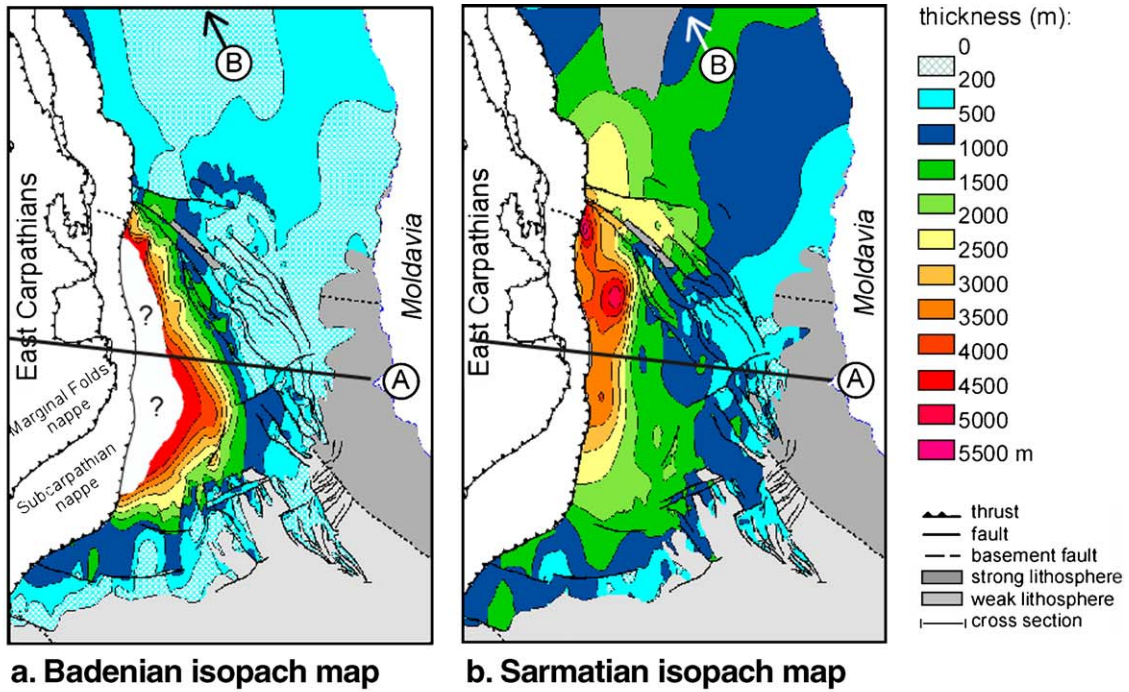 B
East Carpathians
Moldavia
?
?
A
Marginal Folds
nappe
Subcarpathian
nappe
a. Badenian isopach map
B
East Carpathians
Moldavia
A
b. Sarmatian isopach map
thickness (m):
0
200
500
1000
1500
2000
2500
3000
3500
4000
4500
5000
5500 m
thrust
fault
basement fault
strong lithosphere
weak lithosphere
cross section